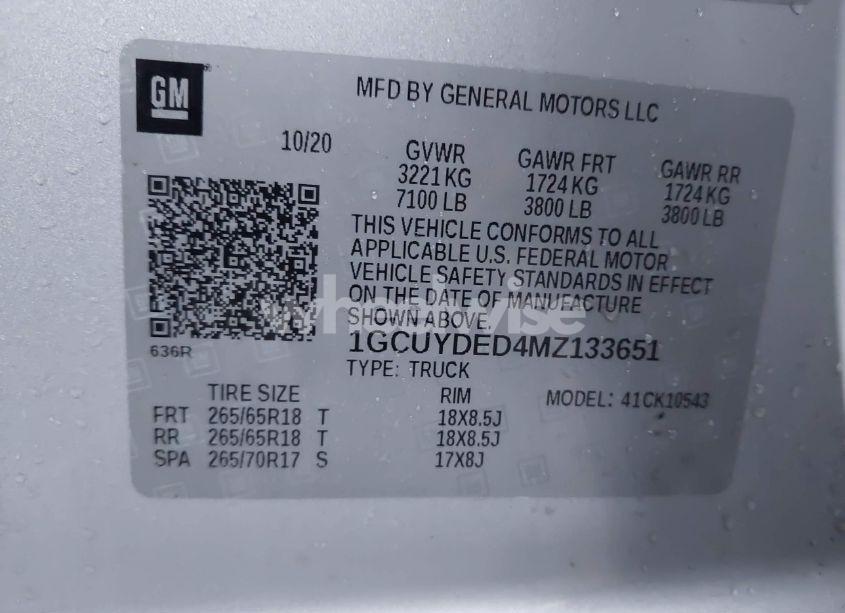 GM
MFD BY GENERAL MOTORS LLC
10/20
GVWR GAWR FRT GAWR RR
3221 KG 1724 KG 1724 KG
7100 LB 3800 LB 3800 LB
THIS VEHICLE CONFORMS TO ALL
APPLICABLE U.S. FEDERAL MOTOR
VEHICLE SAFETY STANDARDS IN EFFECT
ON THE DATE OF MANUFACTURE
SHOWN ABOVE.
wheelwise
1GCUYDED4MZ133651
636R
TYPE: TRUCK
TIRE SIZE RIM MODEL: 41CK10543
FRT 265/65R18 T 18X8.5J
RR 265/65R18 T 18X8.5J
SPA 265/70R17 S 17X8J